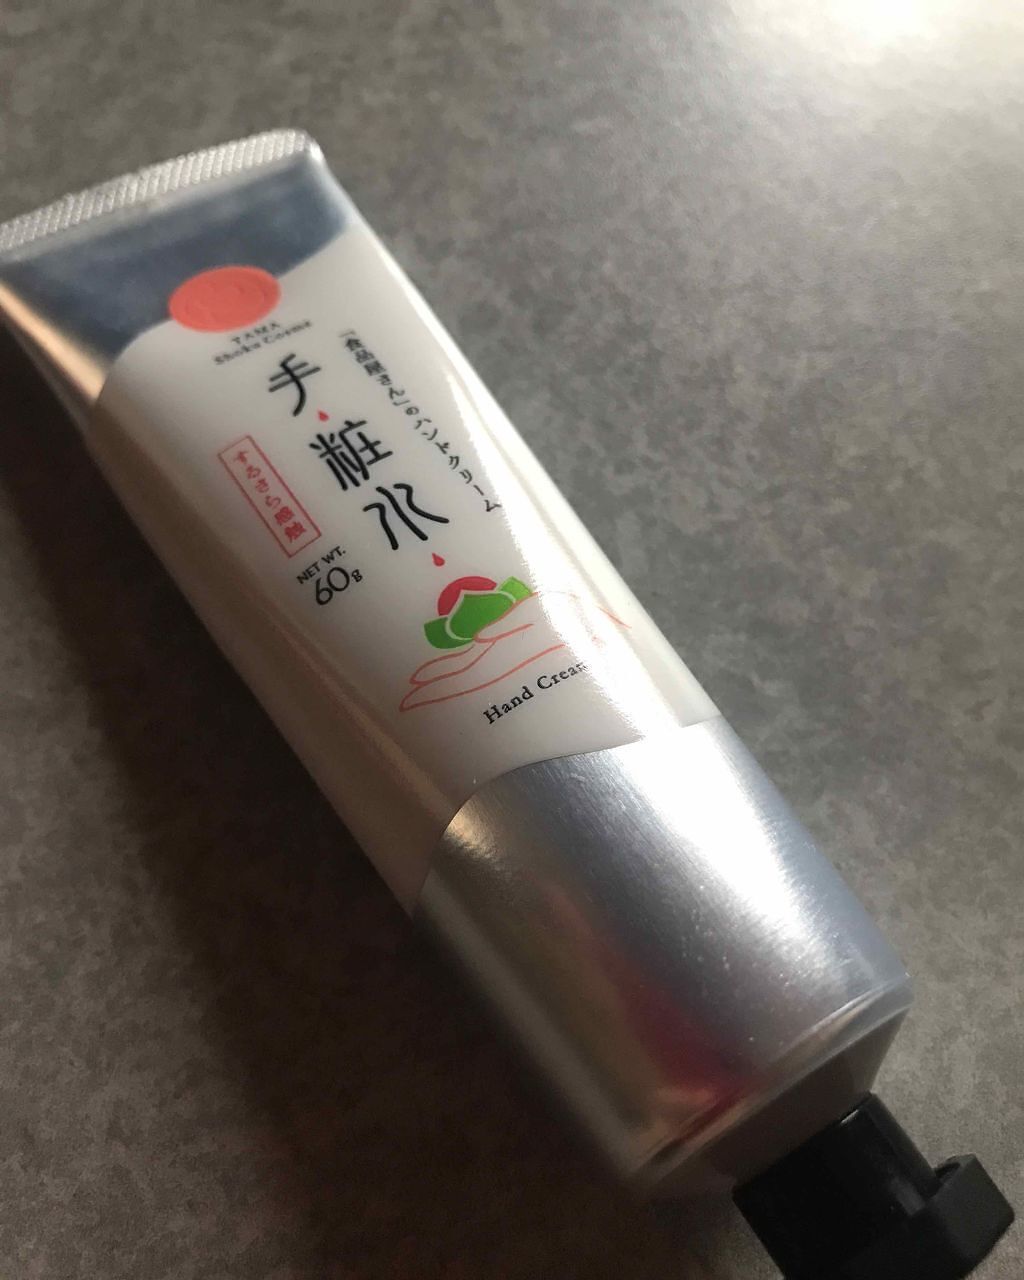 TAMA
Shoku Cosme
「食品屋さん」のハンドクリーム
手粧水
するさら感触
NET WT.
60g
Hand Cream